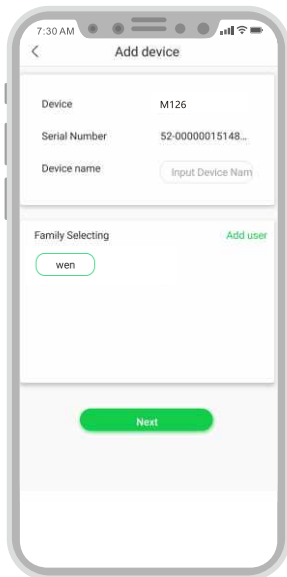 7:30 AM
Add device
Device M126
Serial Number 52-00000015148...
Device name Input Device Nam
Family Selecting Add user
wen
Next